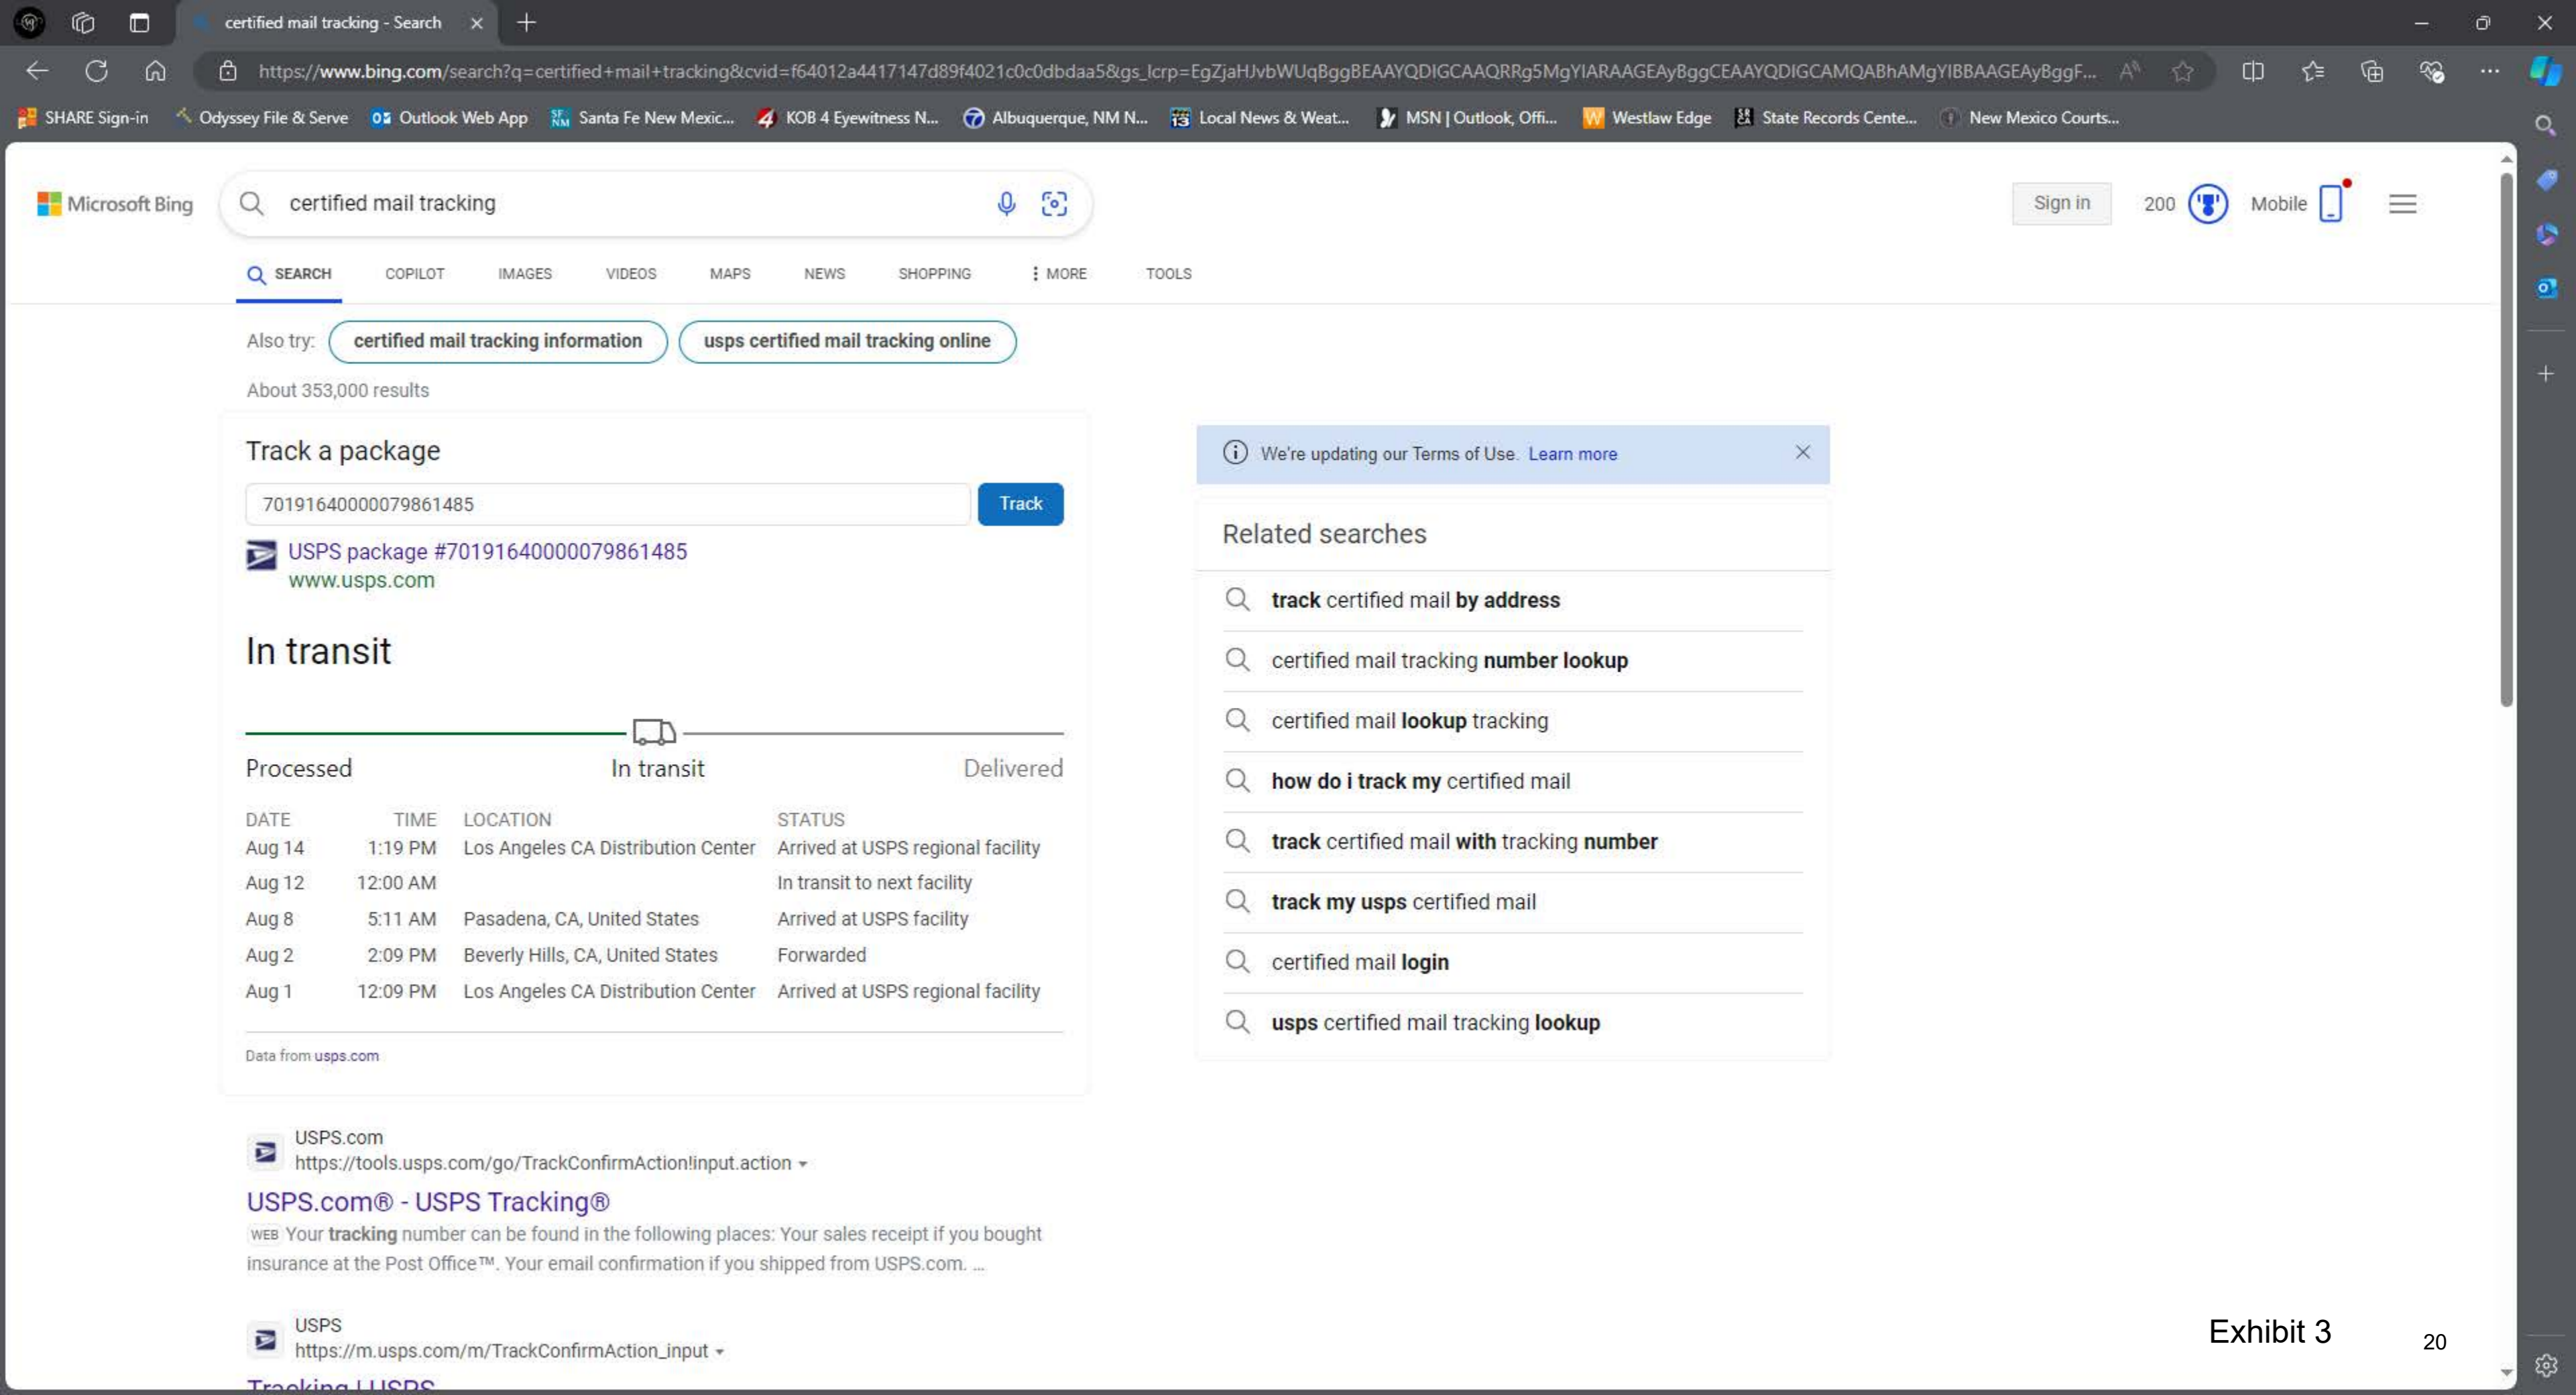 certified mail tracking - Search
https://www.bing.com/search?q=certified+mail+tracking&cvid=f64012a4417147d89f4021c0c0dbdaa5&gs_lcrp=EgZjaHJvbWUqBggBEAAYQDIGCAAQRRg5MgYIARAAGEAyBggCEAAYQDIGCAMQABhAMgYIBBAAGEAyBggF...
SHARE Sign-in Odyssey File & Serve Outlook Web App Santa Fe New Mexic... KOB 4 Eyewitness N... Albuquerque, NM N... Local News & Weat... MSN | Outlook, Offi... Westlaw Edge State Records Cente... New Mexico Courts...
Microsoft Bing certified mail tracking Sign in 200 Mobile
SEARCH COPILOT IMAGES VIDEOS MAPS NEWS SHOPPING MORE TOOLS
Also try: certified mail tracking information usps certified mail tracking online
About 353,000 results
Track a package
70191640000079861485 Track
USPS package #70191640000079861485
www.usps.com
In transit
Processed In transit Delivered
DATE TIME LOCATION STATUS
Aug 14 1:19 PM Los Angeles CA Distribution Center Arrived at USPS regional facility
Aug 12 12:00 AM In transit to next facility
Aug 8 5:11 AM Pasadena, CA, United States Arrived at USPS facility
Aug 2 2:09 PM Beverly Hills, CA, United States Forwarded
Aug 1 12:09 PM Los Angeles CA Distribution Center Arrived at USPS regional facility
Data from usps.com
USPS.com
https://tools.usps.com/go/TrackConfirmAction!input.action
USPS.com® - USPS Tracking®
WEB Your tracking number can be found in the following places: Your sales receipt if you bought
insurance at the Post Office™. Your email confirmation if you shipped from USPS.com. ...
USPS
https://m.usps.com/m/TrackConfirmAction_input
Tracking | USPS
We're updating our Terms of Use. Learn more
Related searches
track certified mail by address
certified mail tracking number lookup
certified mail lookup tracking
how do i track my certified mail
track certified mail with tracking number
track my usps certified mail
certified mail login
usps certified mail tracking lookup
Exhibit 3 20